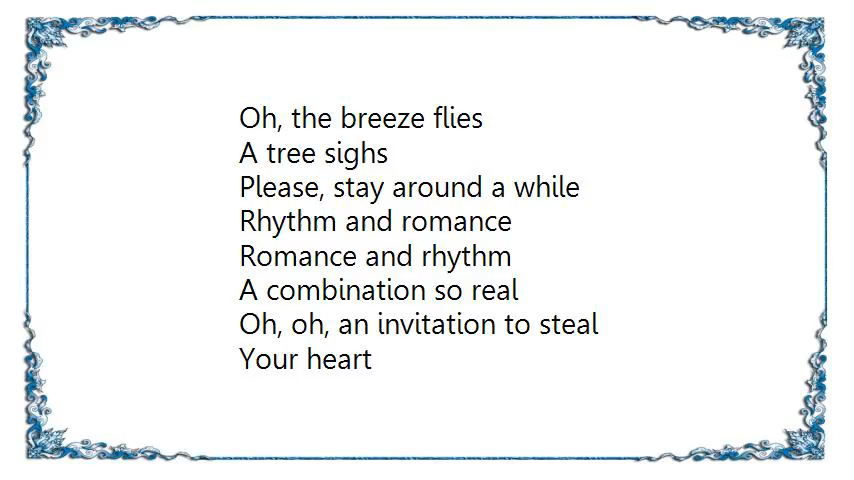 Oh, the breeze flies
A tree sighs
Please, stay around a while
Rhythm and romance
Romance and rhythm
A combination so real
Oh, oh, an invitation to steal
Your heart